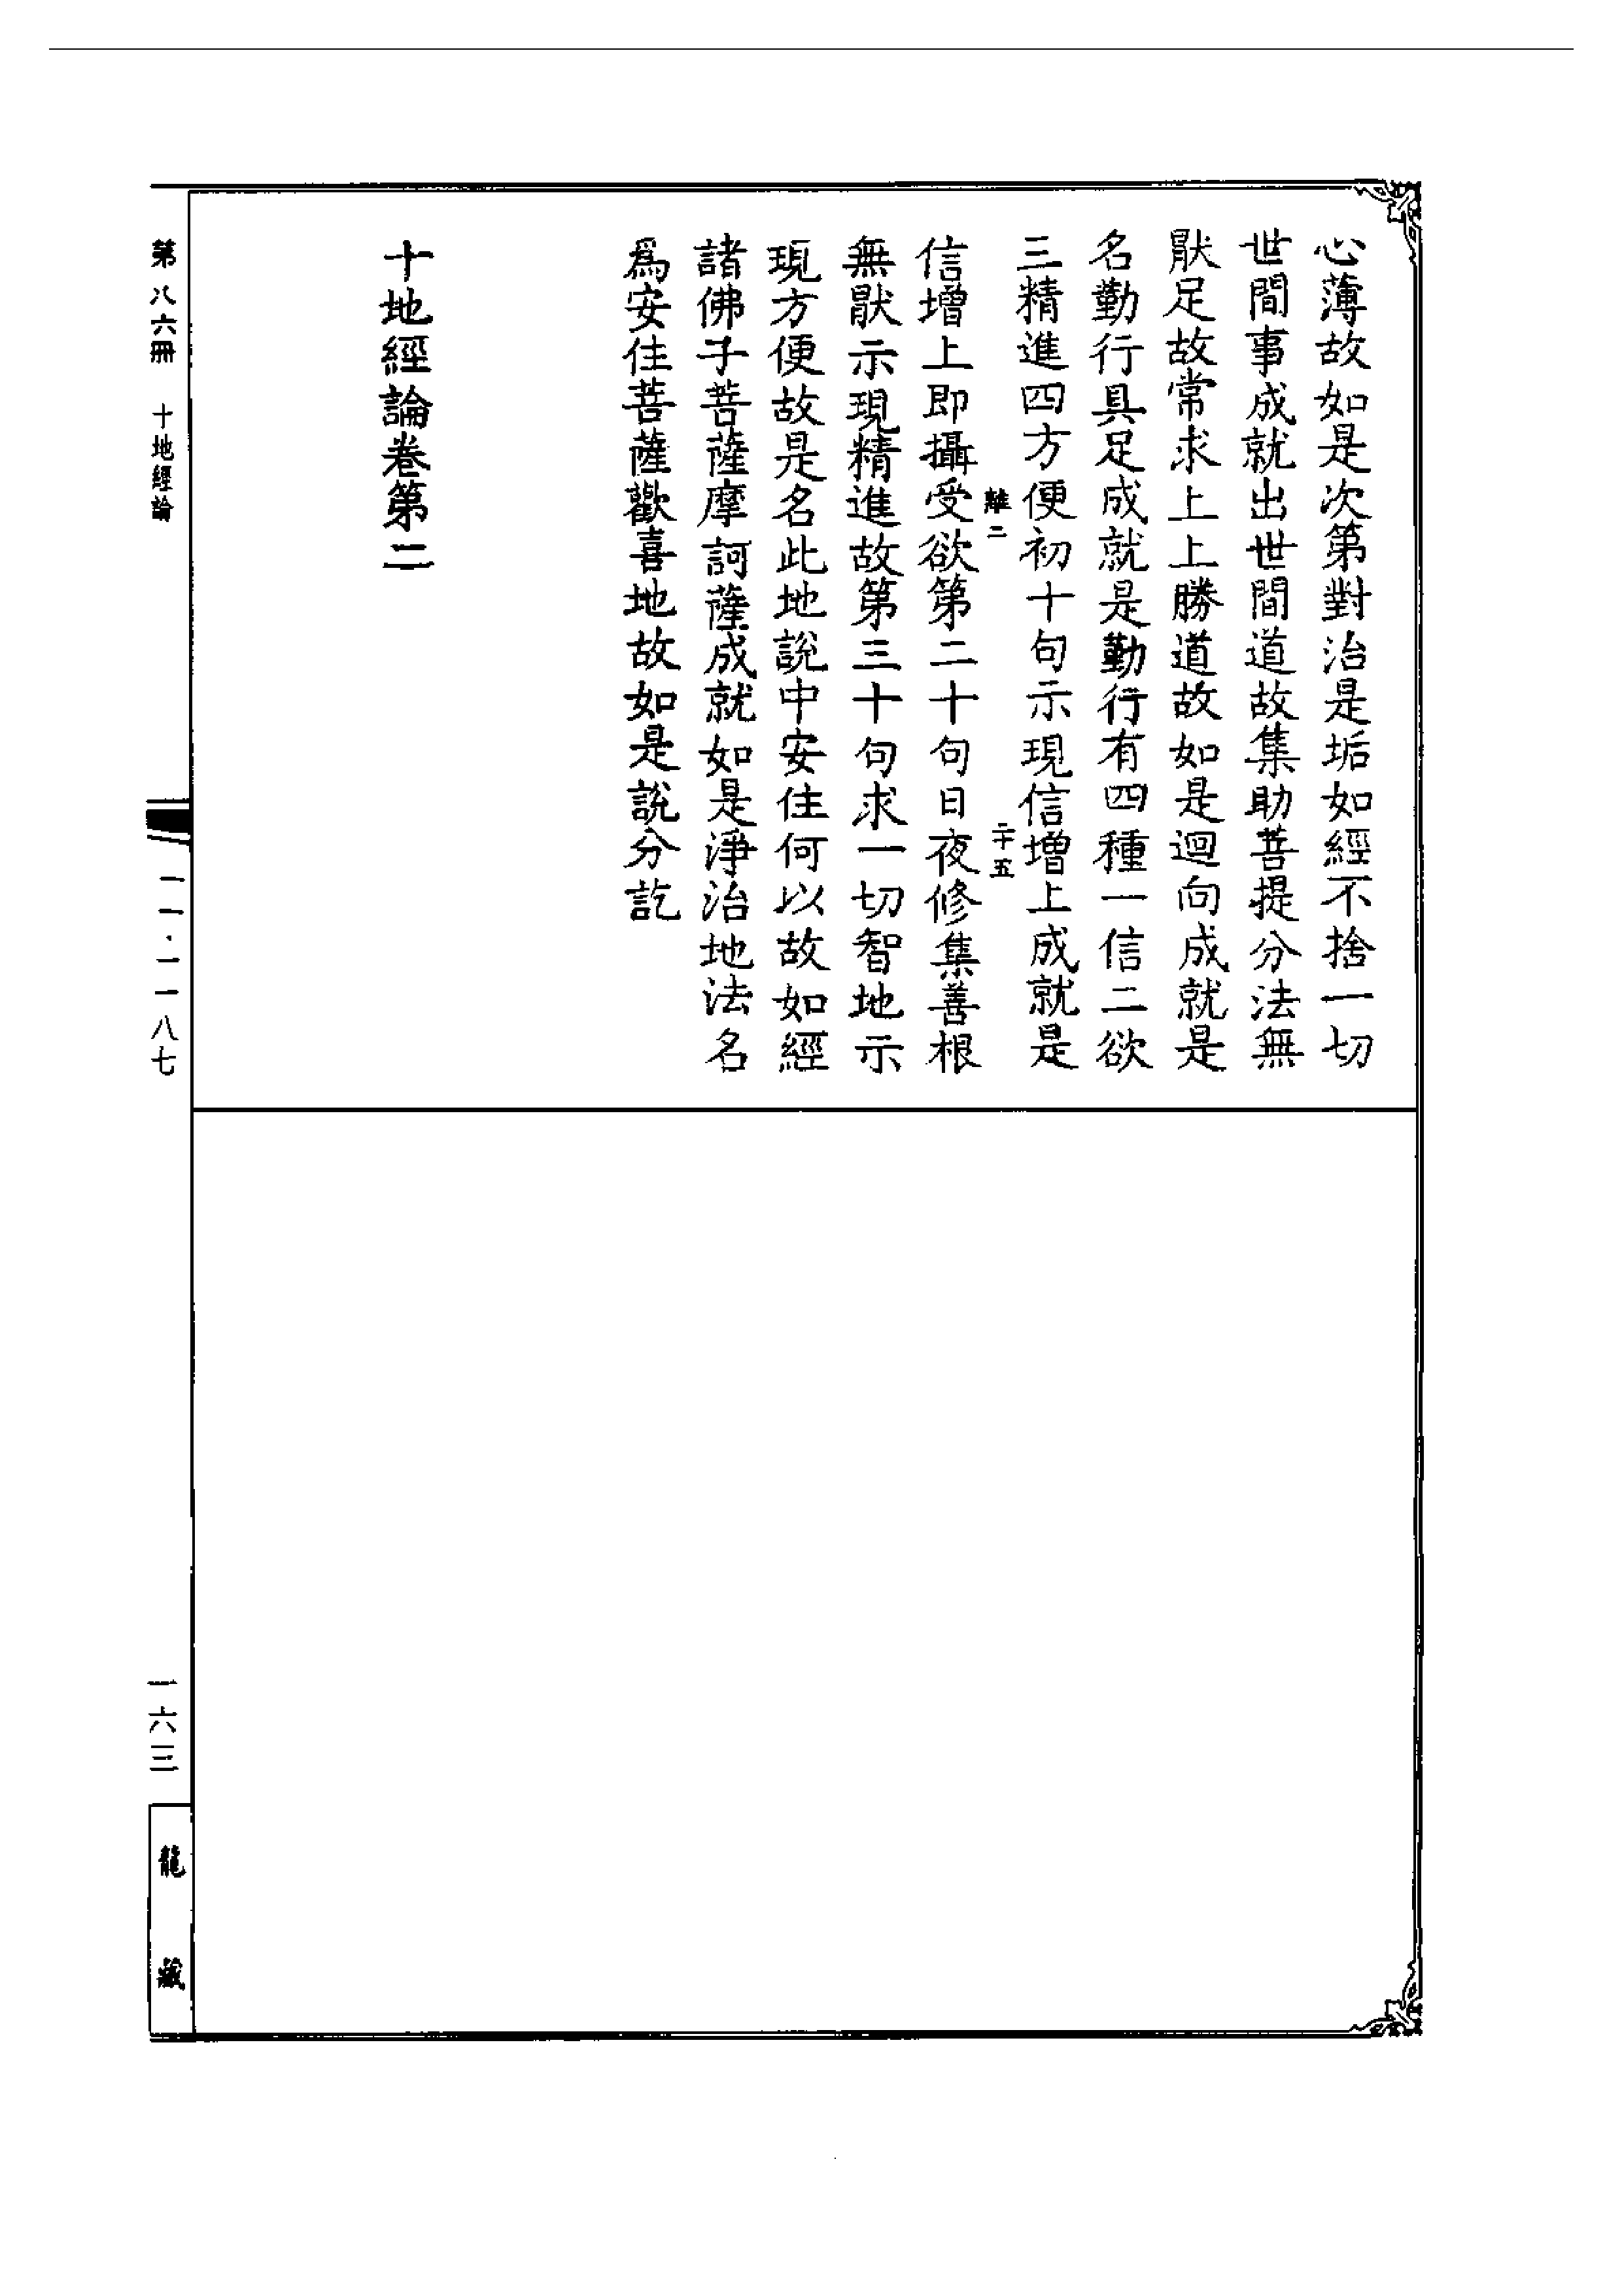 心薄故如是次第對治是垢如經不捨一切
世間事成就出世間道故集助菩提分法無
猒足故常求上上勝道故如是迴向成就是
名勤行具足成就是勤行有四種一信二欲
三精進四方便初十句示現信增上成就是
離二
二十五
信增上即攝受欲第二十句日夜修集善根
無猒示現精進故第三十句求一切智地示
現方便故是名此地說中安住何以故如經
諸佛子菩薩摩訶薩成就如是淨治地法名
爲安住菩薩歡喜地故如是說分訖
十地經論卷第二
第八六冊 十地經論
一一·一一八七
一六三
龍藏